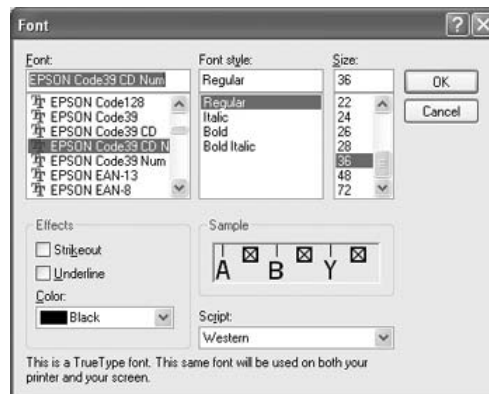 Font
Font:
EPSON Code39 CD Num
EPSON Code128
EPSON Code39
EPSON Code39 CD
EPSON Code39 CD N
EPSON Code39 Num
EPSON EAN-13
EPSON EAN-8
Font style:
Regular
Regular
Italic
Bold
Bold Italic
Size:
36
22
24
26
28
36
48
72
OK
Cancel
Effects
Strikeout
Underline
Color:
Black
Sample
A B Y
Script:
Western
This is a TrueType font. This same font will be used on both your
printer and your screen.